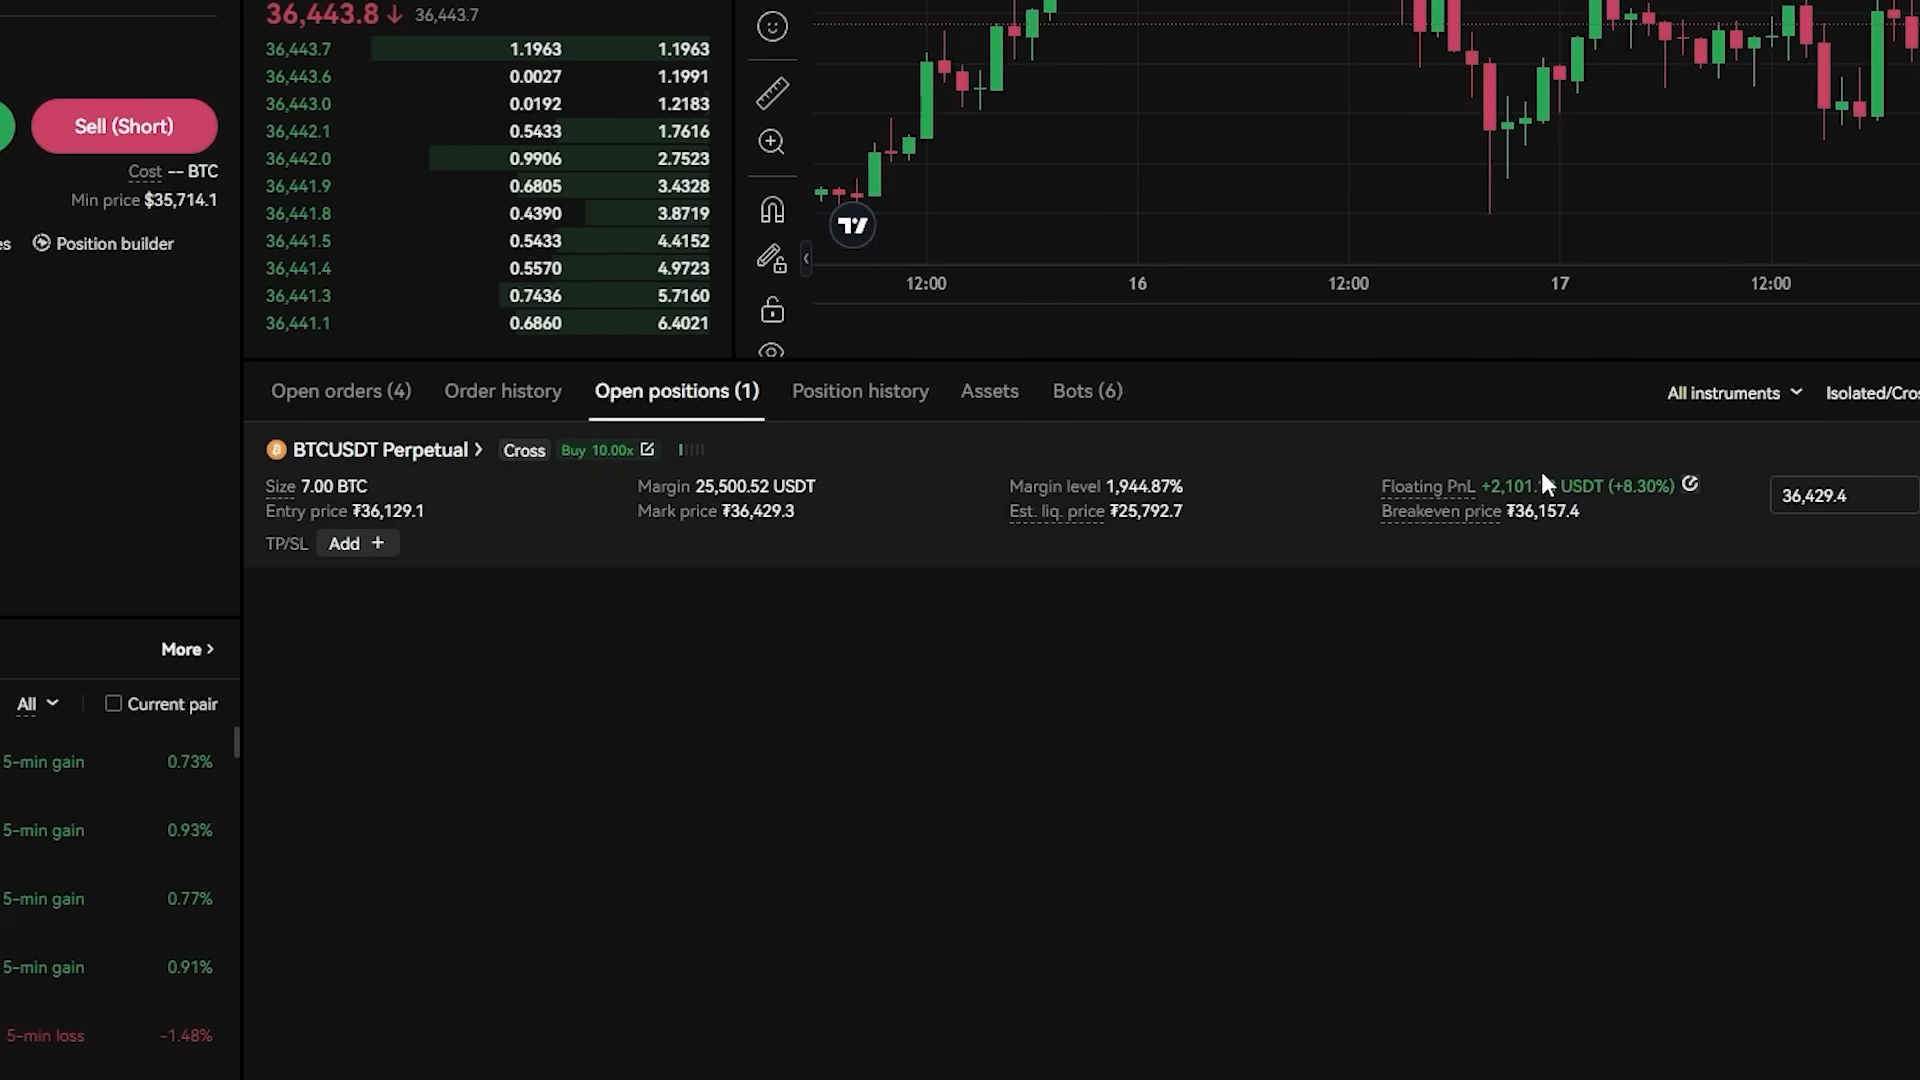 36,443.8 36,443.7
36,443.7 1.1963 1.1963
36,443.6 0.0027 1.1991
36,443.0 0.0192 1.2183
36,442.1 0.5433 1.7616
36,442.0 0.9906 2.7523
36,441.9 0.6805 3.4328
36,441.8 0.4390 3.8719
36,441.5 0.5433 4.4152
36,441.4 0.5570 4.9723
36,441.3 0.7436 5.7160
36,441.1 0.6860 6.4021
Sell (Short)
Cost -- BTC
Min price $35,714.1
Position builder
12:00 16 12:00 17 12:00
Open orders (4) Order history Open positions (1) Position history Assets Bots (6) All instruments Isolated/Cros
BTCUSDT Perpetual Cross Buy 10.00x
Size 7.00 BTC Margin 25,500.52 USDT Margin level 1,944.87% Floating PnL +2,101. USDT (+8.30%)
36,429.4
Entry price ₮36,129.1 Mark price ₮36,429.3 Est. liq. price ₮25,792.7 Breakeven price ₮36,157.4
TP/SL Add +
More
All Current pair
5-min gain 0.73%
5-min gain 0.93%
5-min gain 0.77%
5-min gain 0.91%
5-min loss -1.48%